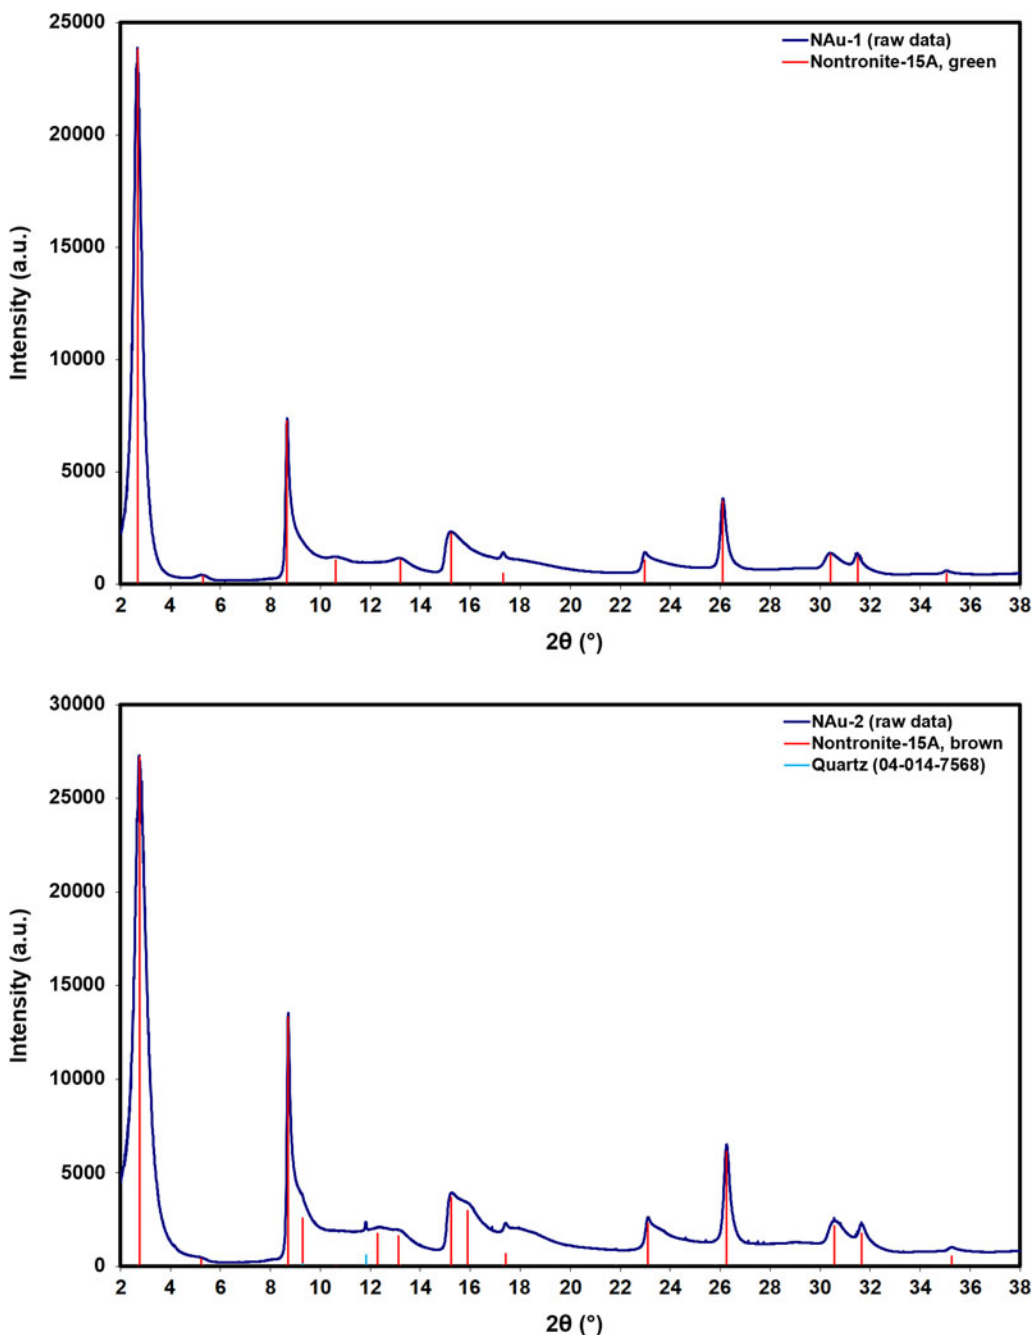 25000
NAu-1 (raw data)
Nontronite-15A, green
20000
15000
Intensity (a.u.)
10000
5000
0
2 4 6 8 10 12 14 16 18 20 22 24 26 28 30 32 34 36 38
2θ (°)
30000
NAu-2 (raw data)
Nontronite-15A, brown
Quartz (04-014-7568)
25000
20000
Intensity (a.u.)
15000
10000
5000
0
2 4 6 8 10 12 14 16 18 20 22 24 26 28 30 32 34 36 38
2θ (°)